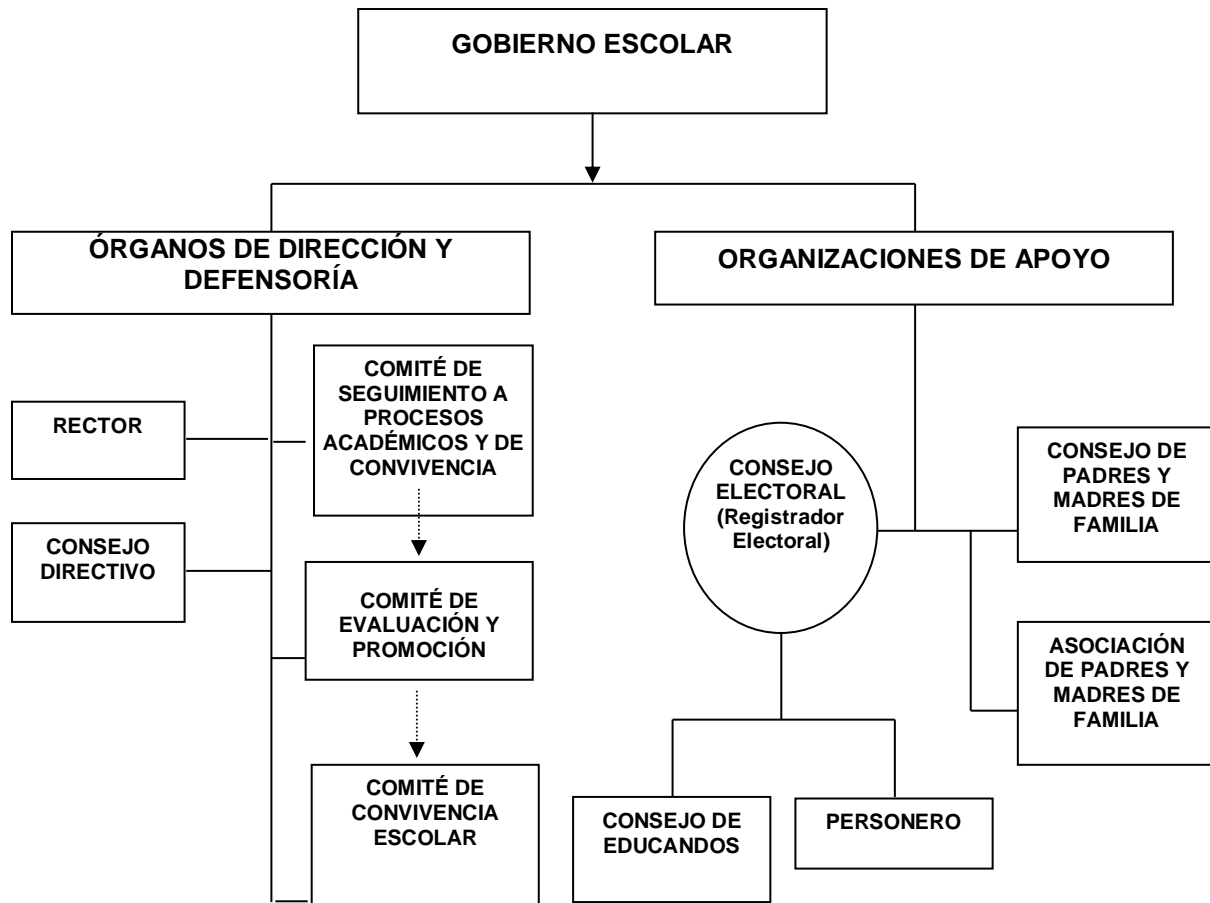 GOBIERNO ESCOLAR
ÓRGANOS DE DIRECCIÓN Y
DEFENSORÍA
ORGANIZACIONES DE APOYO
RECTOR
CONSEJO
DIRECTIVO
COMITÉ DE
SEGUIMIENTO A
PROCESOS
ACADÉMICOS Y DE
CONVIVENCIA
COMITÉ DE
EVALUACIÓN Y
PROMOCIÓN
COMITÉ DE
CONVIVENCIA
ESCOLAR
CONSEJO
ELECTORAL
(Registrador
Electoral)
CONSEJO DE
PADRES Y
MADRES DE
FAMILIA
ASOCIACIÓN
DE PADRES Y
MADRES DE
FAMILIA
CONSEJO DE
EDUCANDOS
PERSONERO